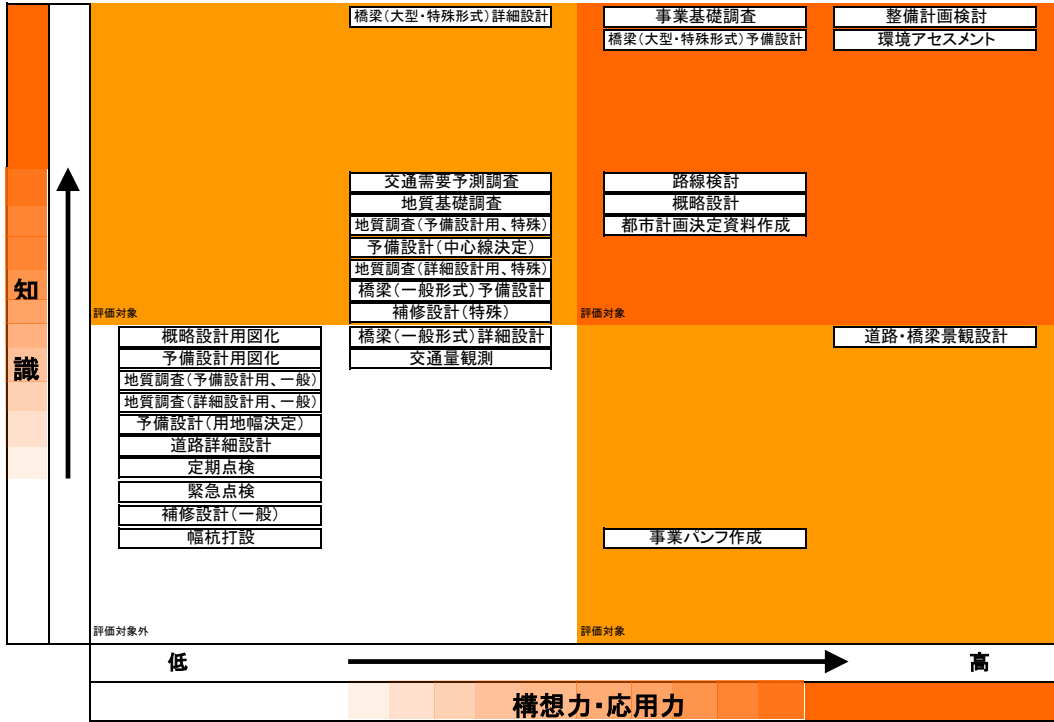 橋梁(大型・特殊形式)詳細設計
事業基礎調査
整備計画検討
橋梁(大型・特殊形式)予備設計
環境アセスメント
交通需要予測調査
路線検討
地質基礎調査
概略設計
地質調査(予備設計用、特殊)
都市計画決定資料作成
予備設計(中心線決定)
地質調査(詳細設計用、特殊)
橋梁(一般形式)予備設計
補修設計(特殊)
評価対象
評価対象
知
識
概略設計用図化
橋梁(一般形式)詳細設計
道路・橋梁景観設計
予備設計用図化
交通量観測
地質調査(予備設計用、一般)
地質調査(詳細設計用、一般)
予備設計(用地幅決定)
道路詳細設計
定期点検
緊急点検
補修設計(一般)
幅杭打設
事業パンフ作成
評価対象外
評価対象
低
高
構想力・応用力